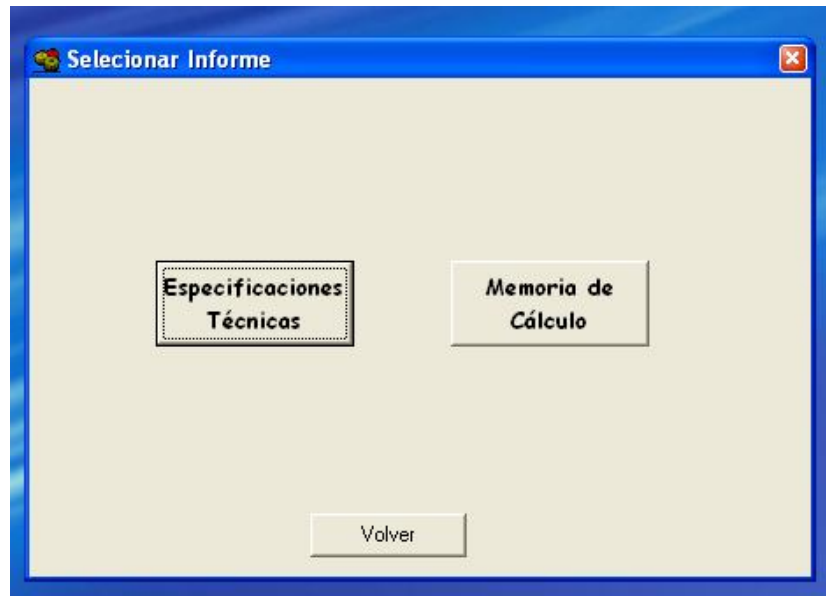 Selecionar Informe
Especificaciones
Técnicas
Memoria de
Cálculo
Volver